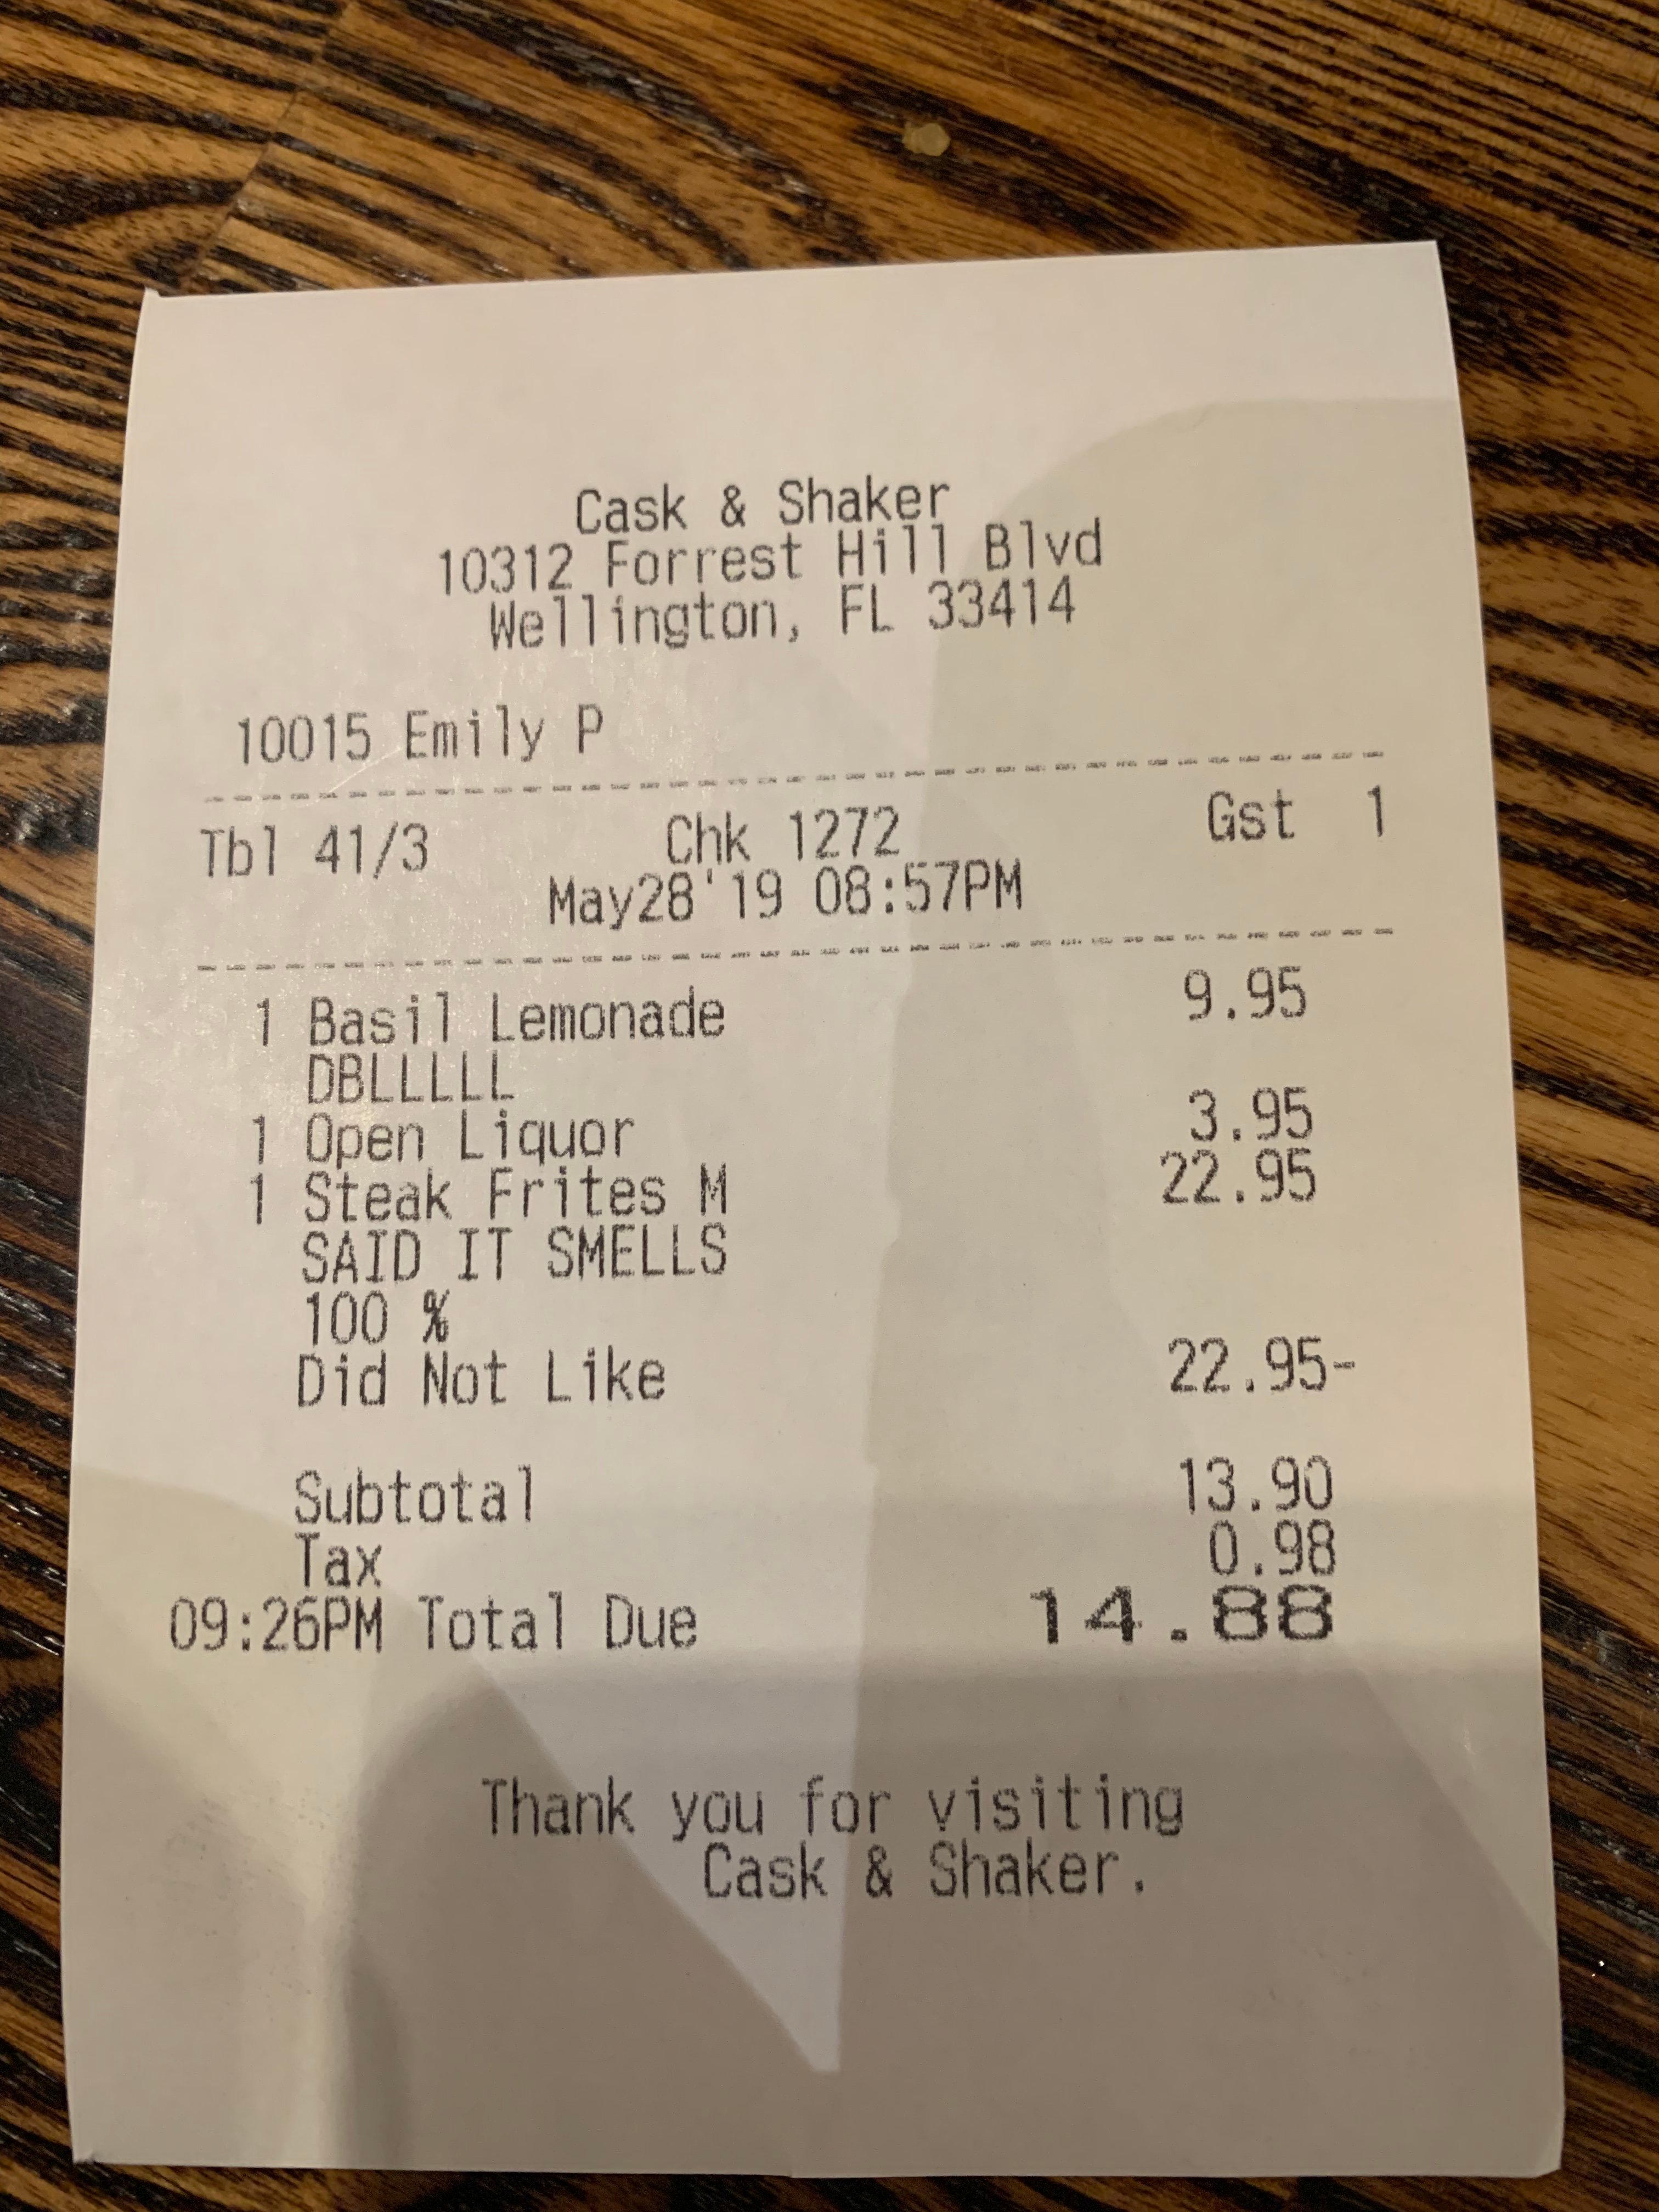 Cask & Shaker
10312 Forrest Hill Blvd
Wellington, FL 33414
10015 Emily P
Tbl 41/3 Chk 1272 Gst 1
May28'19 08:57PM
1 Basil Lemonade 9.95
DBLLLLL
1 Open Liquor 3.95
1 Steak Frites M 22.95
SAID IT SMELLS
100 %
Did Not Like 22.95-
Subtotal 13.90
Tax 0.98
09:26PM Total Due 14.88
Thank you for visiting
Cask & Shaker.